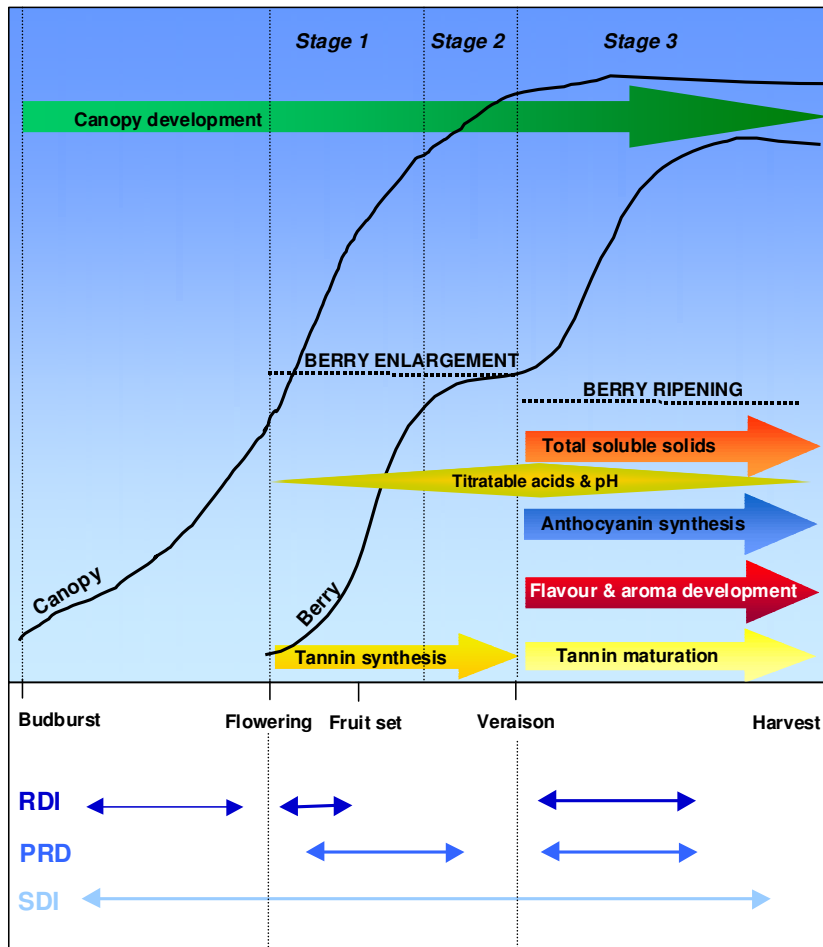 Stage 1
Stage 2
Stage 3
Canopy development
BERRY ENLARGEMENT
BERRY RIPENING
Total soluble solids
Titratable acids & pH
Anthocyanin synthesis
Canopy
Berry
Flavour & aroma development
Tannin synthesis
Tannin maturation
Budburst
Flowering
Fruit set
Veraison
Harvest
RDI
PRD
SDI